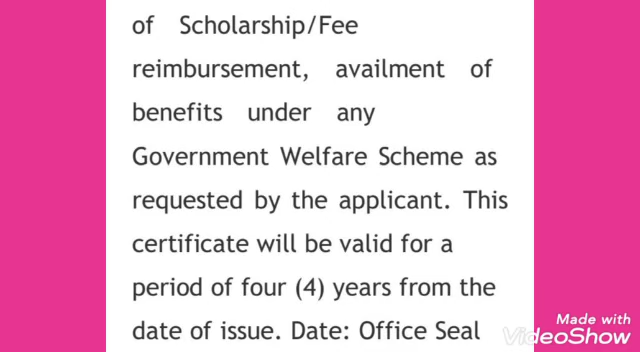 of Scholarship/Fee
reimbursement, availment of
benefits under any
Government Welfare Scheme as
requested by the applicant. This
certificate will be valid for a
period of four (4) years from the
date of issue. Date: Office Seal
Made with
VideoShow